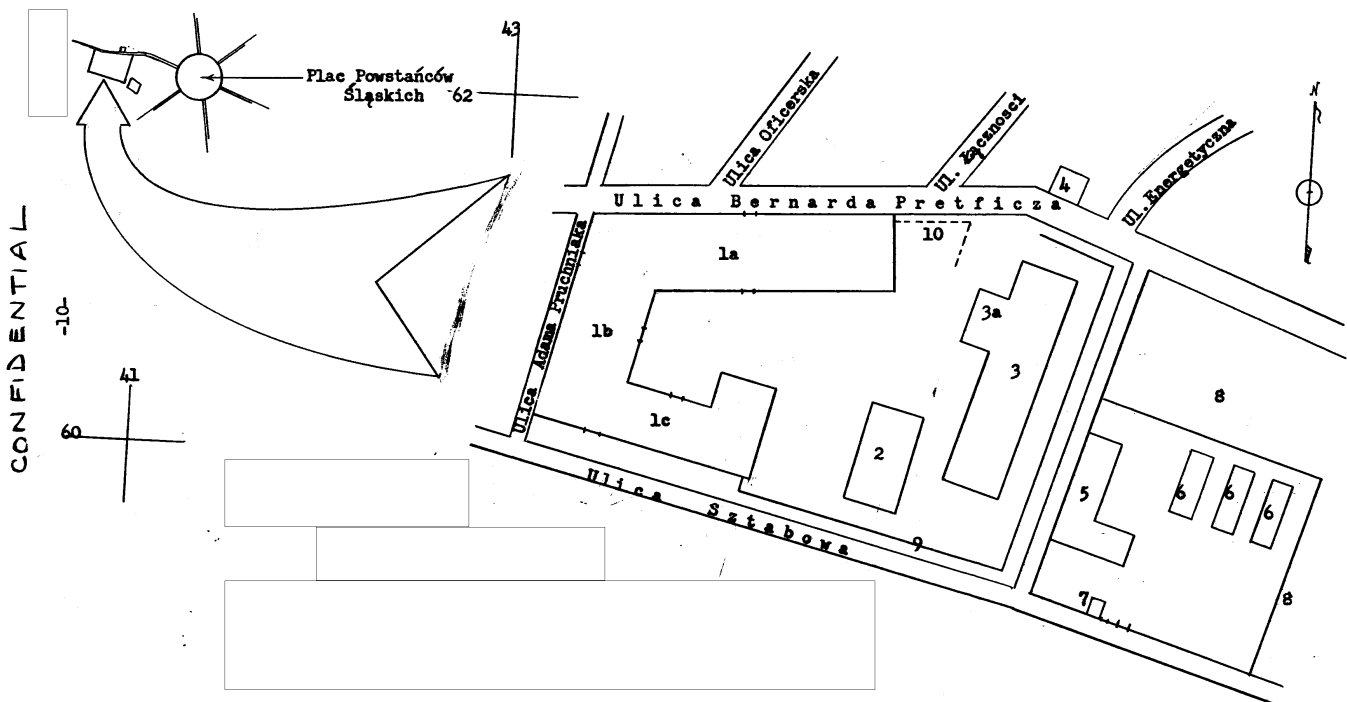 43
Plac Powstańców
Śląskich
62
N
Ulica Oficerska
Ul. Łącznosci
Ul. Energetyczna
4
Ulica Bernarda Pretficza
10
1a
Ulica Adama Pruchniaka
1b
3a
3
CONFIDENTIAL
-10-
41
60
1c
2
8
5
6
6
6
Ulica Sztabowa
9
7
8